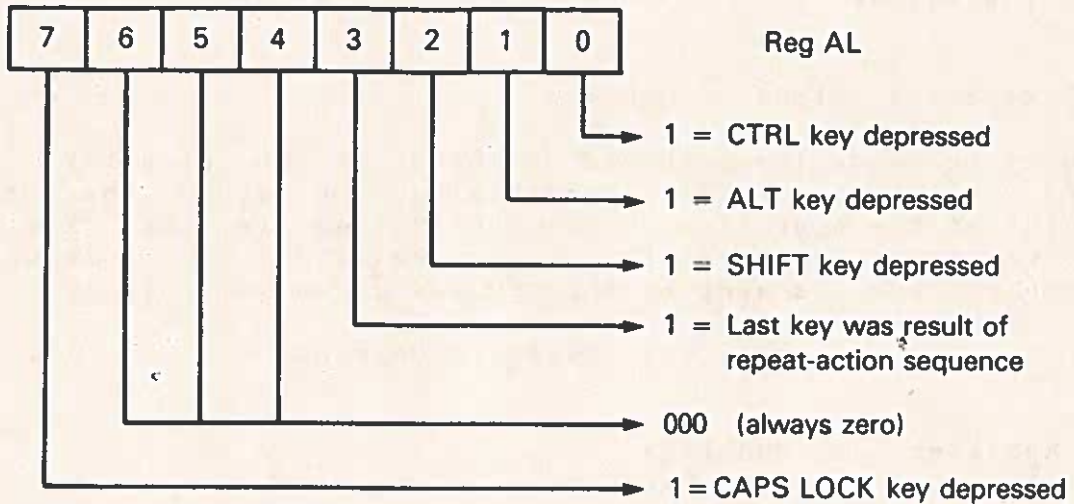 7 6 5 4 3 2 1 0 Reg AL
1 = CTRL key depressed
1 = ALT key depressed
1 = SHIFT key depressed
1 = Last key was result of
repeat-action sequence
000 (always zero)
1 = CAPS LOCK key depressed